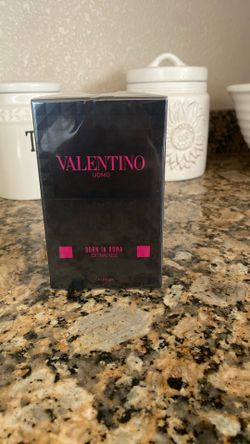 T
VALENTINO
UOMO
BORN IN ROMA
EXTRADOSE